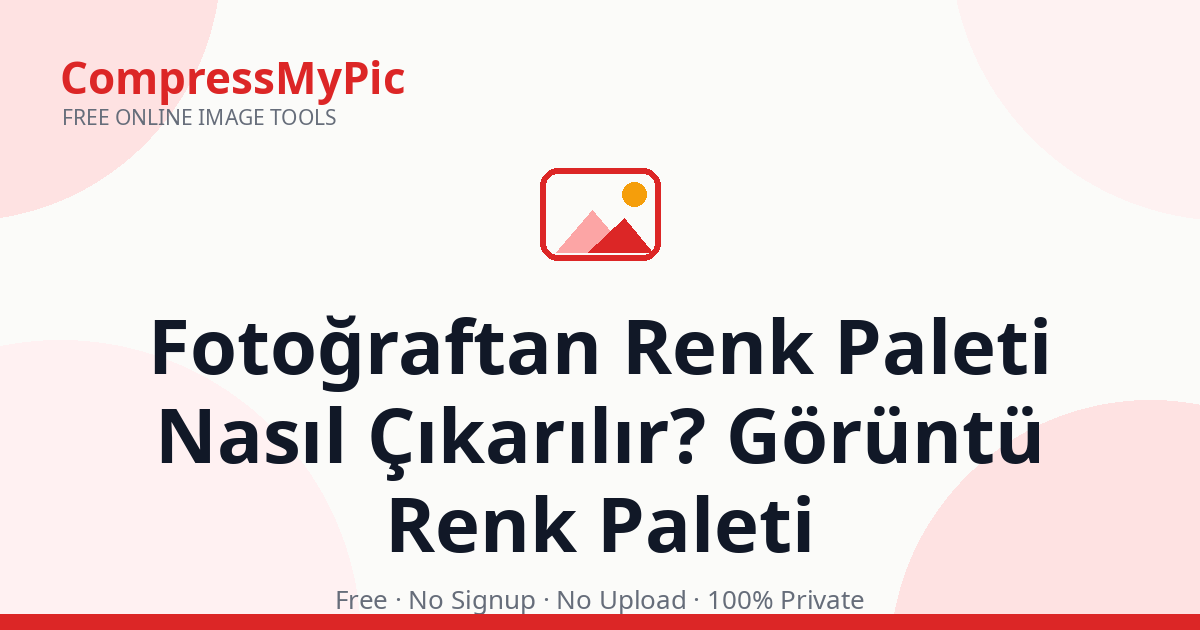 CompressMyPic
FREE ONLINE IMAGE TOOLS
Fotoğraftan Renk Paleti
Nasıl Çıkarılır? Görüntü
Renk Paleti
Free · No Signup · No Upload · 100% Private